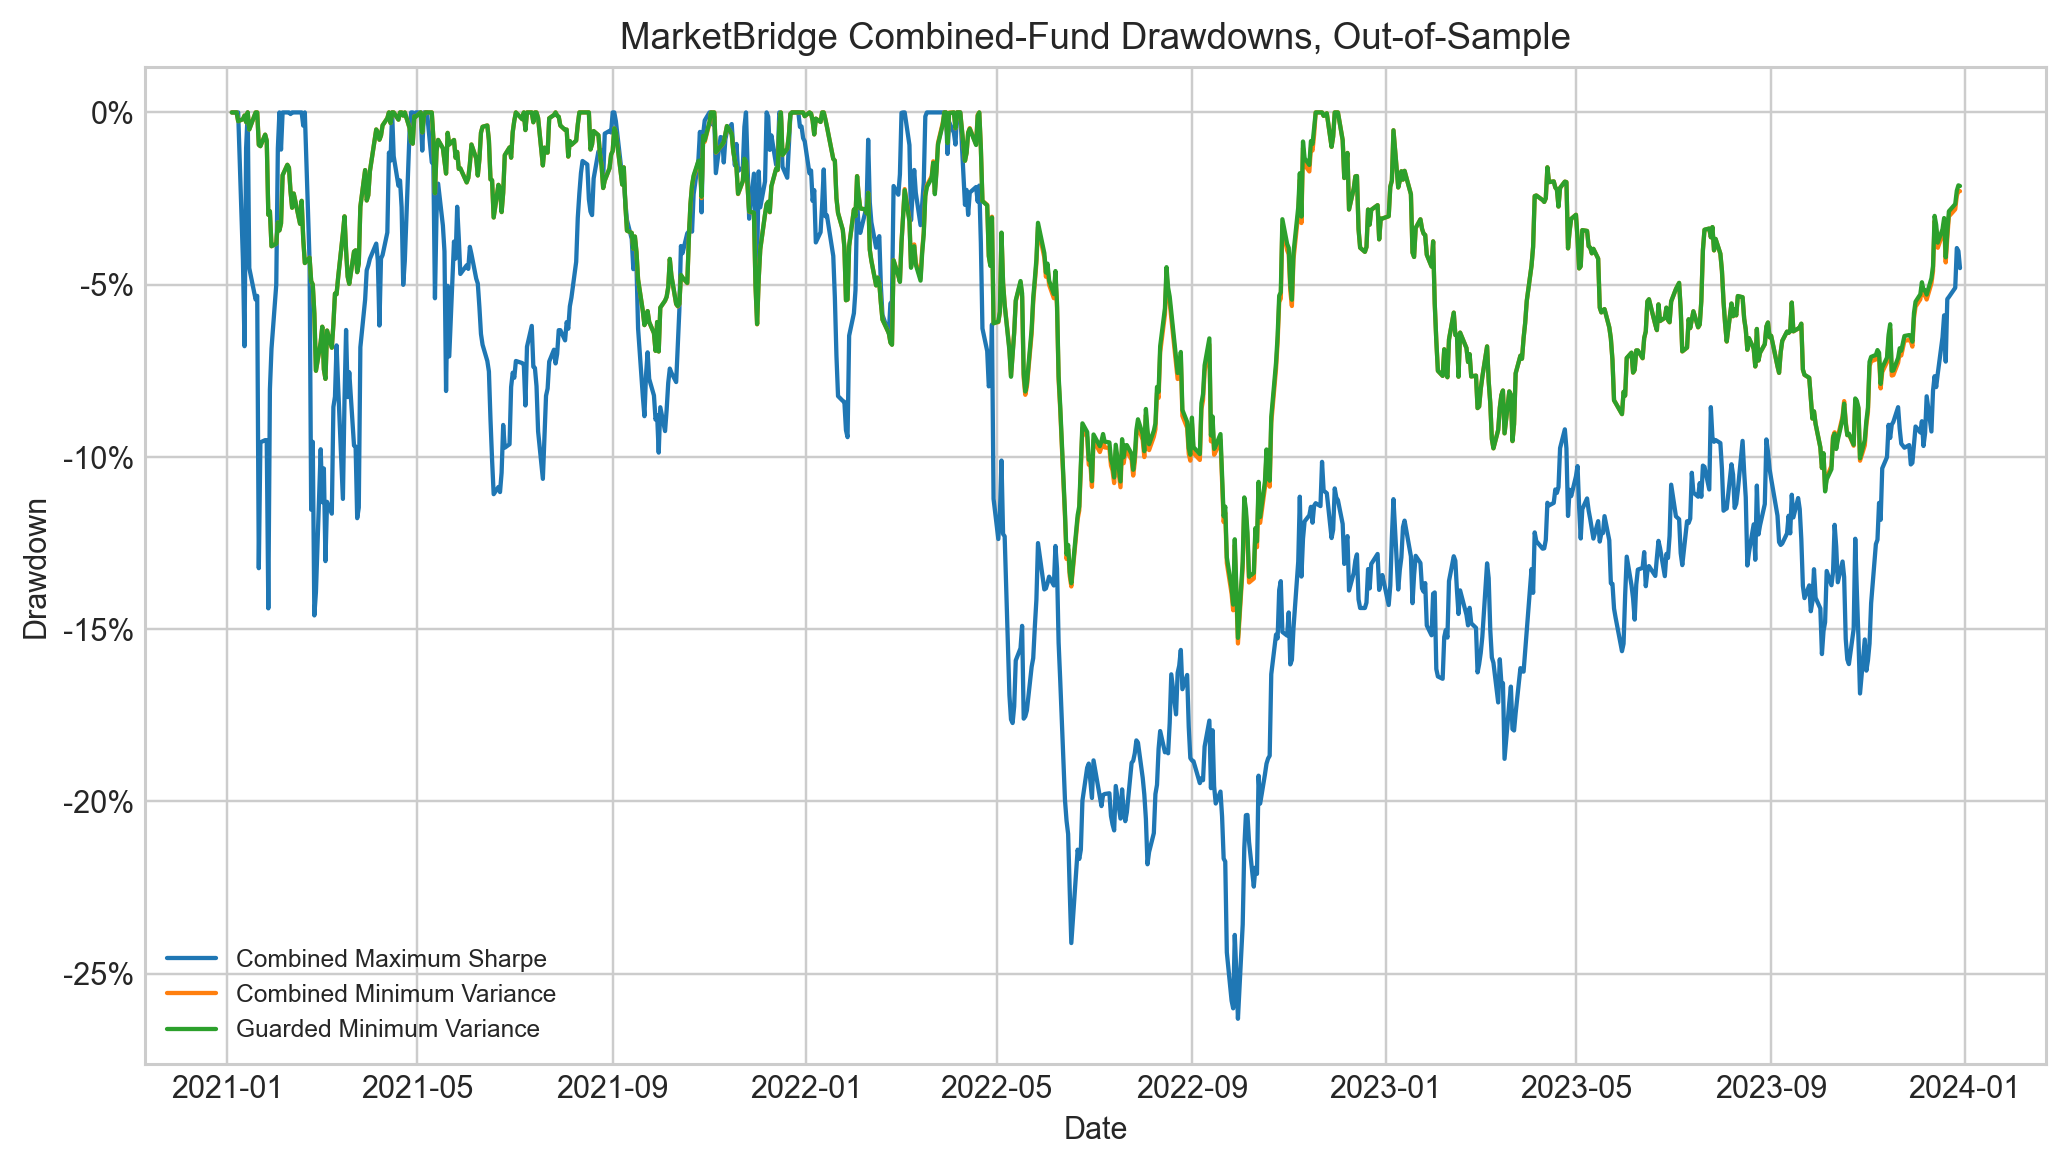 MarketBridge Combined-Fund Drawdowns, Out-of-Sample
0%
-5%
-10%
-15%
-20%
-25%
Drawdown
Combined Maximum Sharpe
Combined Minimum Variance
Guarded Minimum Variance
2021-01 2021-05 2021-09 2022-01 2022-05 2022-09 2023-01 2023-05 2023-09 2024-01
Date